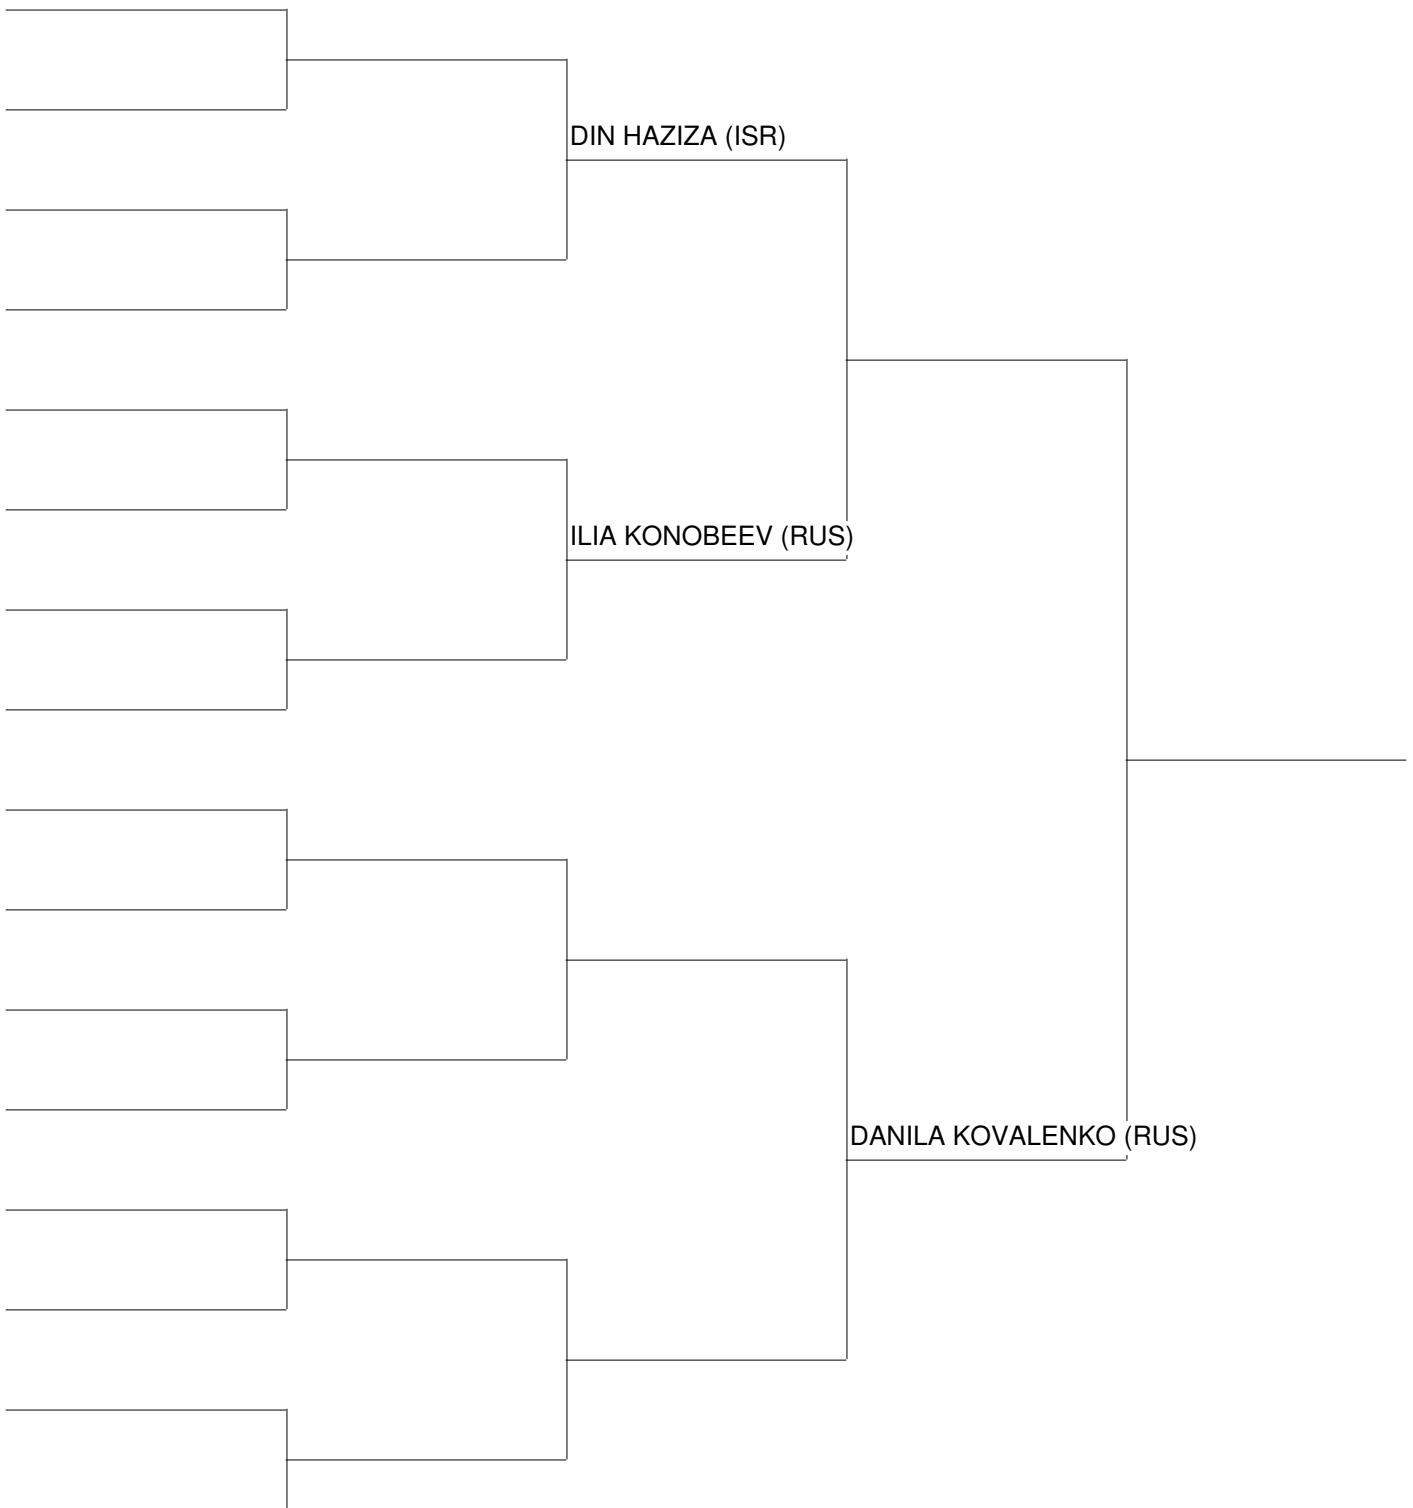 DIN HAZIZA (ISR)
ILIA KONOBEEV (RUS)
DANILA KOVALENKO (RUS)